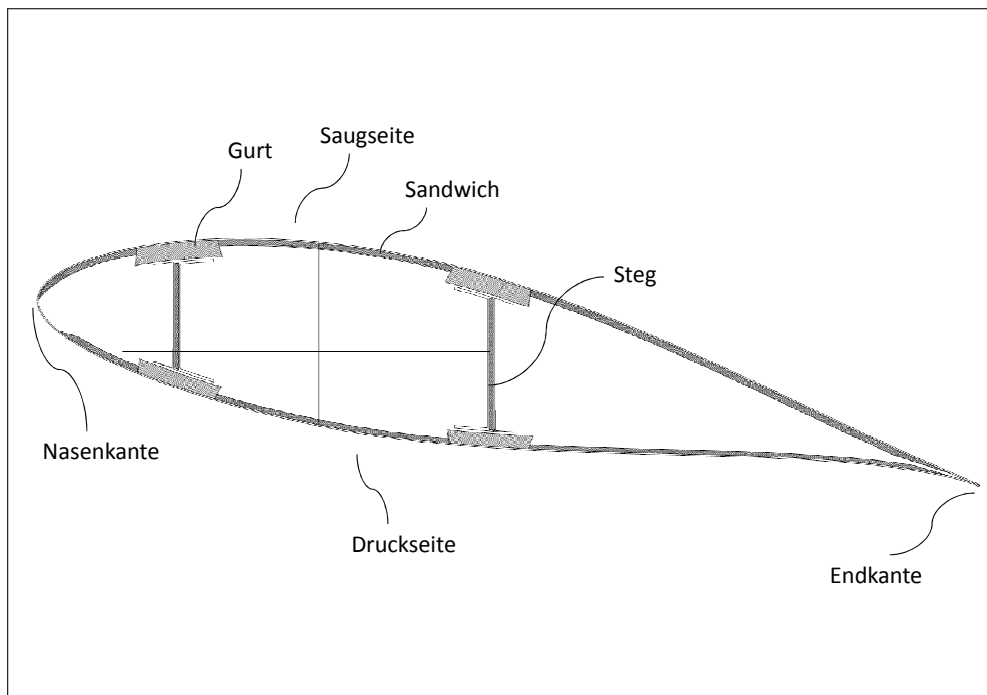 Saugseite
Gurt
Sandwich
Steg
Nasenkante
Druckseite
Endkante